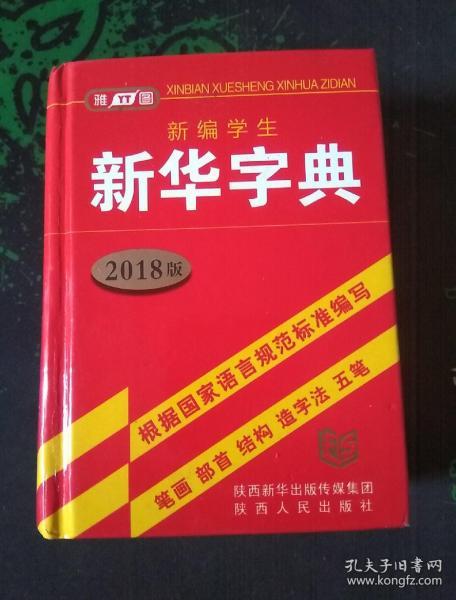 雅 YT 图
XINBIAN XUESHENG XINHUA ZIDIAN
新编学生
新华字典
2018版
根据国家语言规范标准编写
笔画 部首 结构 造字法 五笔
陕西新华出版传媒集团
陕西人民出版社
孔夫子旧书网
www.kongfz.com